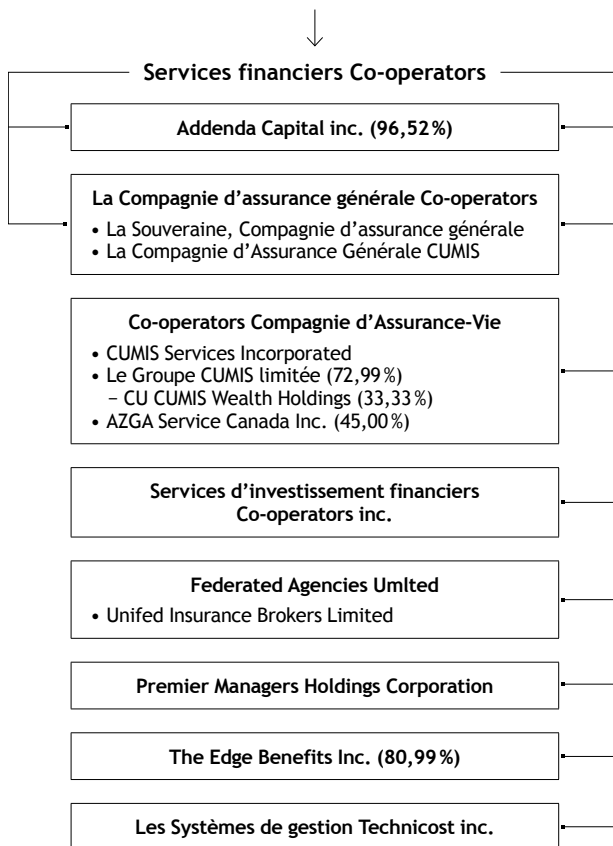 Services financiers Co-operators
Addenda Capital inc. (96,52 %)
La Compagnie d’assurance générale Co-operators
• La Souveraine, Compagnie d’assurance générale
• La Compagnie d’Assurance Générale CUMIS
Co-operators Compagnie d’Assurance-Vie
• CUMIS Services Incorporated
• Le Groupe CUMIS limitée (72,99 %)
– CU CUMIS Wealth Holdings (33,33 %)
• AZGA Service Canada Inc. (45,00 %)
Services d’investissement financiers
Co-operators inc.
Federated Agencies Umlted
• Unifed Insurance Brokers Limited
Premier Managers Holdings Corporation
The Edge Benefits Inc. (80,99 %)
Les Systèmes de gestion Technicost inc.